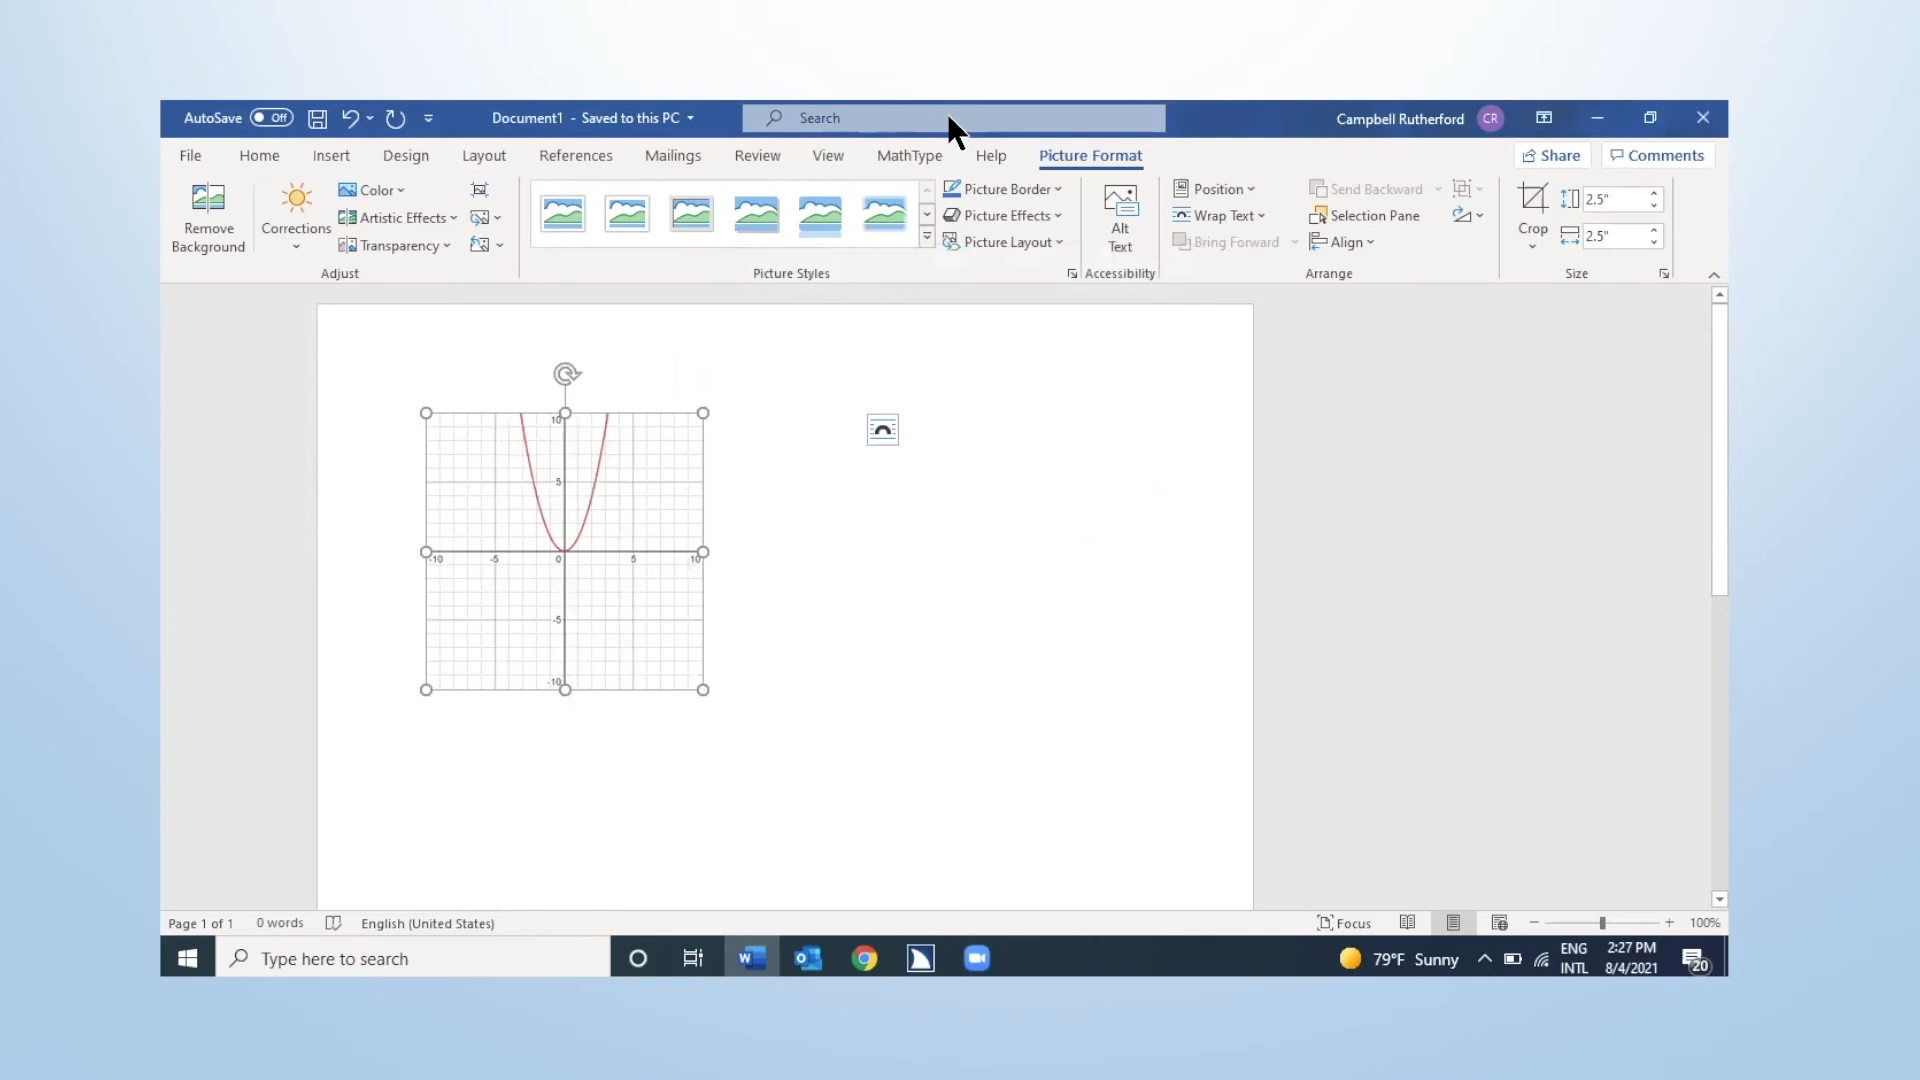 AutoSave Off Document1 - Saved to this PC Search Campbell Rutherford CR
File Home Insert Design Layout References Mailings Review View MathType Help Picture Format Share Comments
Remove Background
Corrections
Color
Artistic Effects
Transparency
Adjust
Picture Styles
Picture Border
Picture Effects
Picture Layout
Alt Text
Accessibility
Position
Wrap Text
Bring Forward
Send Backward
Selection Pane
Align
Arrange
Crop
2.5"
2.5"
Size
10
5
-10 -5 0 5 10
-5
-10
Page 1 of 1 0 words English (United States) Focus 100%
Type here to search 79°F Sunny ENG INTL 2:27 PM 8/4/2021 20